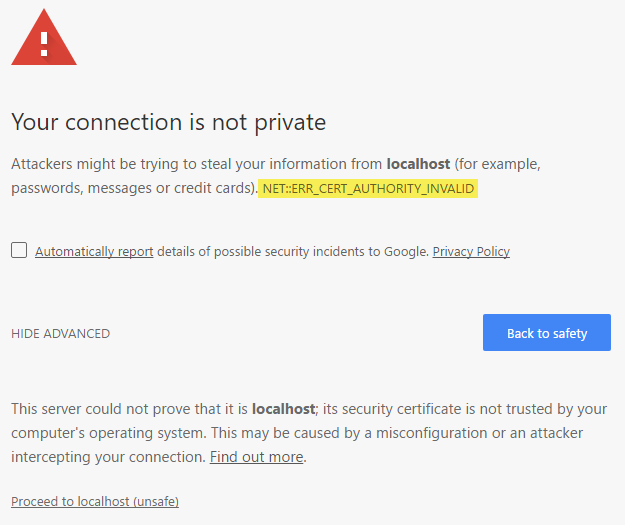 Your connection is not private
Attackers might be trying to steal your information from localhost (for example,
passwords, messages or credit cards). NET::ERR_CERT_AUTHORITY_INVALID
Automatically report details of possible security incidents to Google. Privacy Policy
HIDE ADVANCED
Back to safety
This server could not prove that it is localhost; its security certificate is not trusted by your
computer's operating system. This may be caused by a misconfiguration or an attacker
intercepting your connection. Find out more.
Proceed to localhost (unsafe)